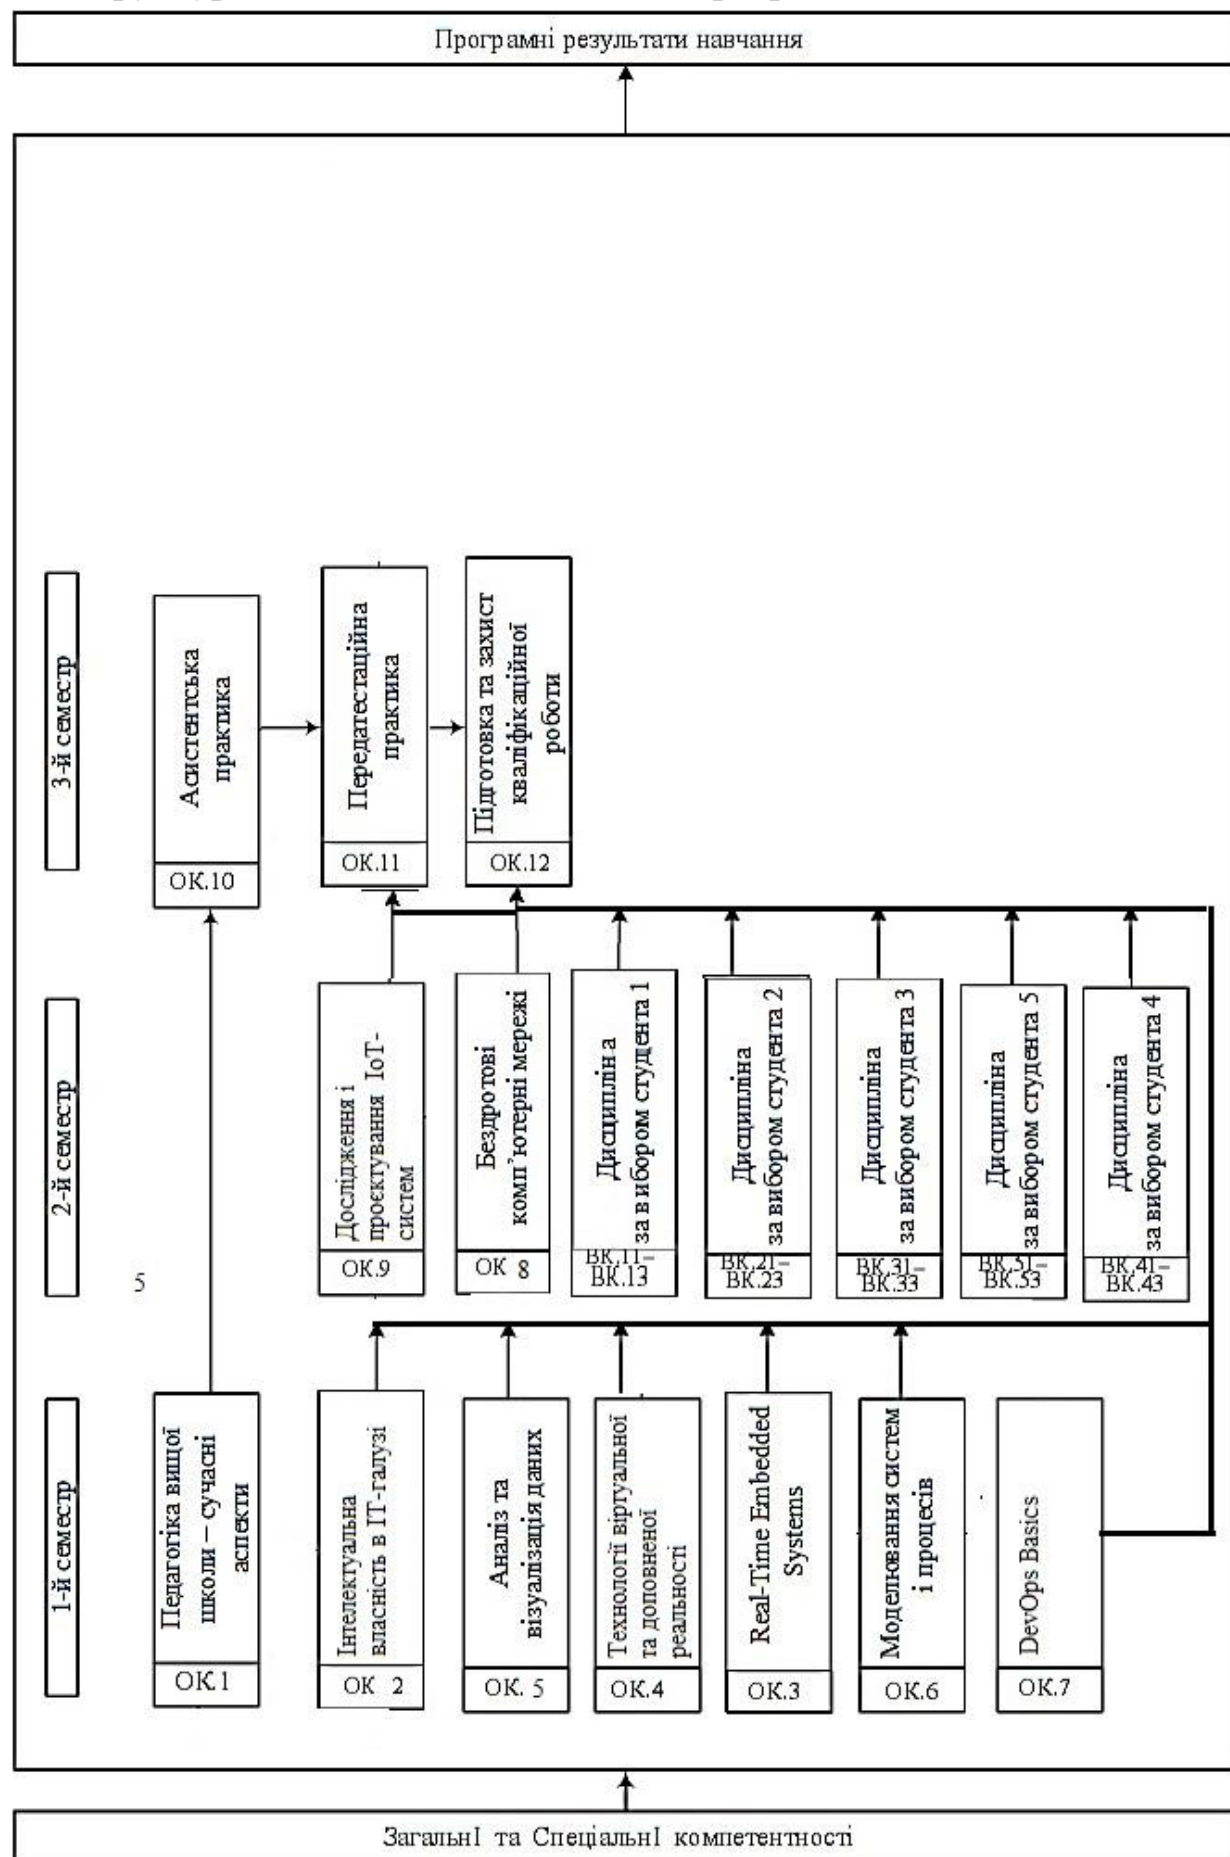 Програмні результати навчання
3-й семестр
Асистентська
практика
ОК.10
Передатестаційна
практика
ОК.11
Підготовка та захист
кваліфікаційної
роботи
ОК.12
2-й семестр
5
Дослідження і
проєктування ІоТ-
систем
ОК.9
Бездротові
комп’ютерні мережі
ОК 8
Дисципліна
за вибором студента 1
ВК.11–
ВК.13
Дисципліна
за вибором студента 2
ВК.21–
ВК.23
Дисципліна
за вибором студента 3
ВК.31–
ВК.33
Дисципліна
за вибором студента 5
ВК.51–
ВК.53
Дисципліна
за вибором студента 4
ВК.41–
ВК.43
1-й семестр
Педагогіка вищої
школи – сучасні
аспекти
ОК.1
Інтелектуальна
власність в ІТ-галузі
ОК 2
Аналіз та
візуалізація даних
ОК. 5
Технології віртуальної
та доповненої
реальності
ОК.4
Real-Time Embedded
Systems
ОК.3
Моделювання систем
і процесів
ОК.6
DevOps Basics
ОК.7
ЗагальнІ та СпеціальнІ компетентності